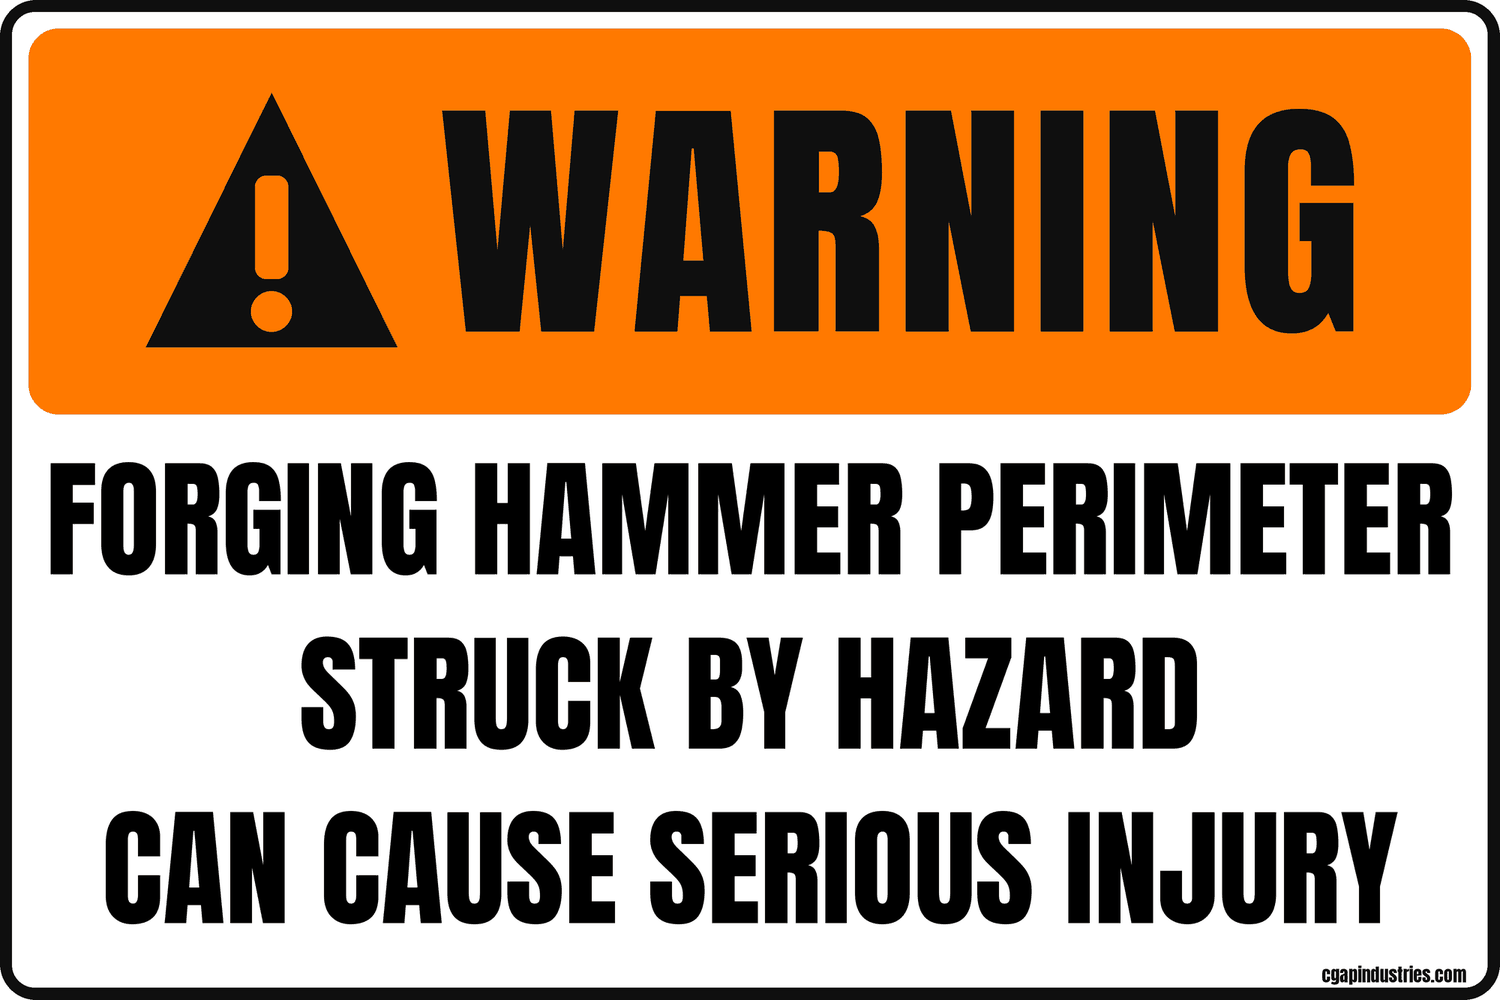 WARNING
FORGING HAMMER PERIMETER
STRUCK BY HAZARD
CAN CAUSE SERIOUS INJURY
cgapindustries.com